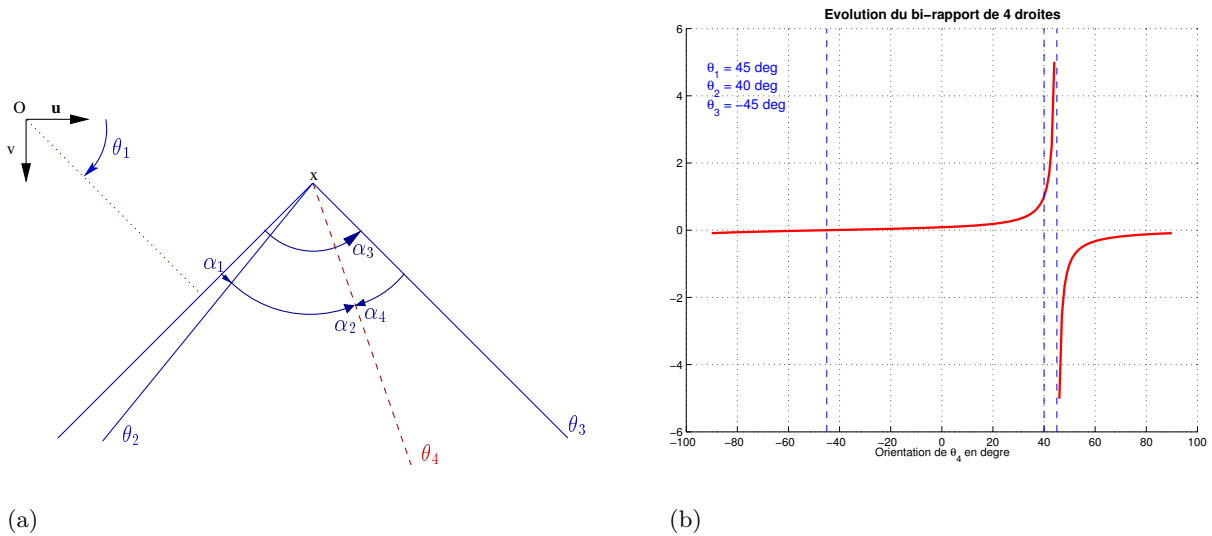 O u
v
θ1
x
α1
α3
α2 α4
θ2
θ3
θ4
(a)
Evolution du bi−rapport de 4 droites
θ1 = 45 deg
θ2 = 40 deg
θ3 = −45 deg
6
4
2
0
−2
−4
−6
−100 −80 −60 −40 −20 0 20 40 60 80 100
Orientation de θ4 en degre
(b)